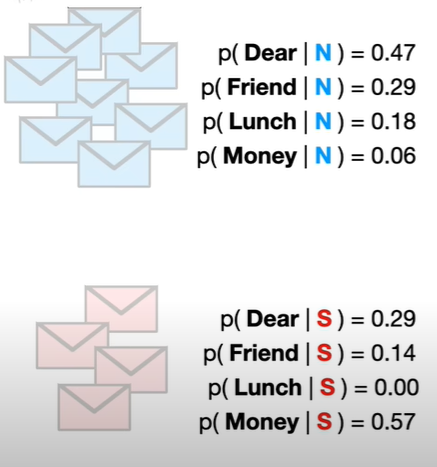 p( Dear | N ) = 0.47
p( Friend | N ) = 0.29
p( Lunch | N ) = 0.18
p( Money | N ) = 0.06
p( Dear | S ) = 0.29
p( Friend | S ) = 0.14
p( Lunch | S ) = 0.00
p( Money | S ) = 0.57